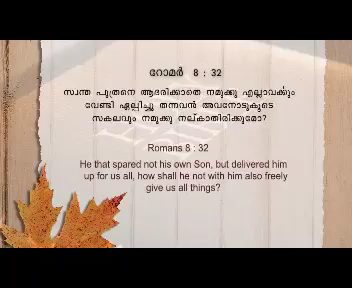 റോമർ 8 : 32
സ്വന്ത പുത്രനെ ആദരിക്കാതെ നമുക്കു എല്ലാവര്ക്കും
വേണ്ടി ഏല്പിച്ചു തന്നവൻ അവനോടുകൂടെ
സകലവും നമുക്കു നല്കാതിരിക്കുമോ?
Romans 8 : 32
He that spared not his own Son, but delivered him
up for us all, how shall he not with him also freely
give us all things?